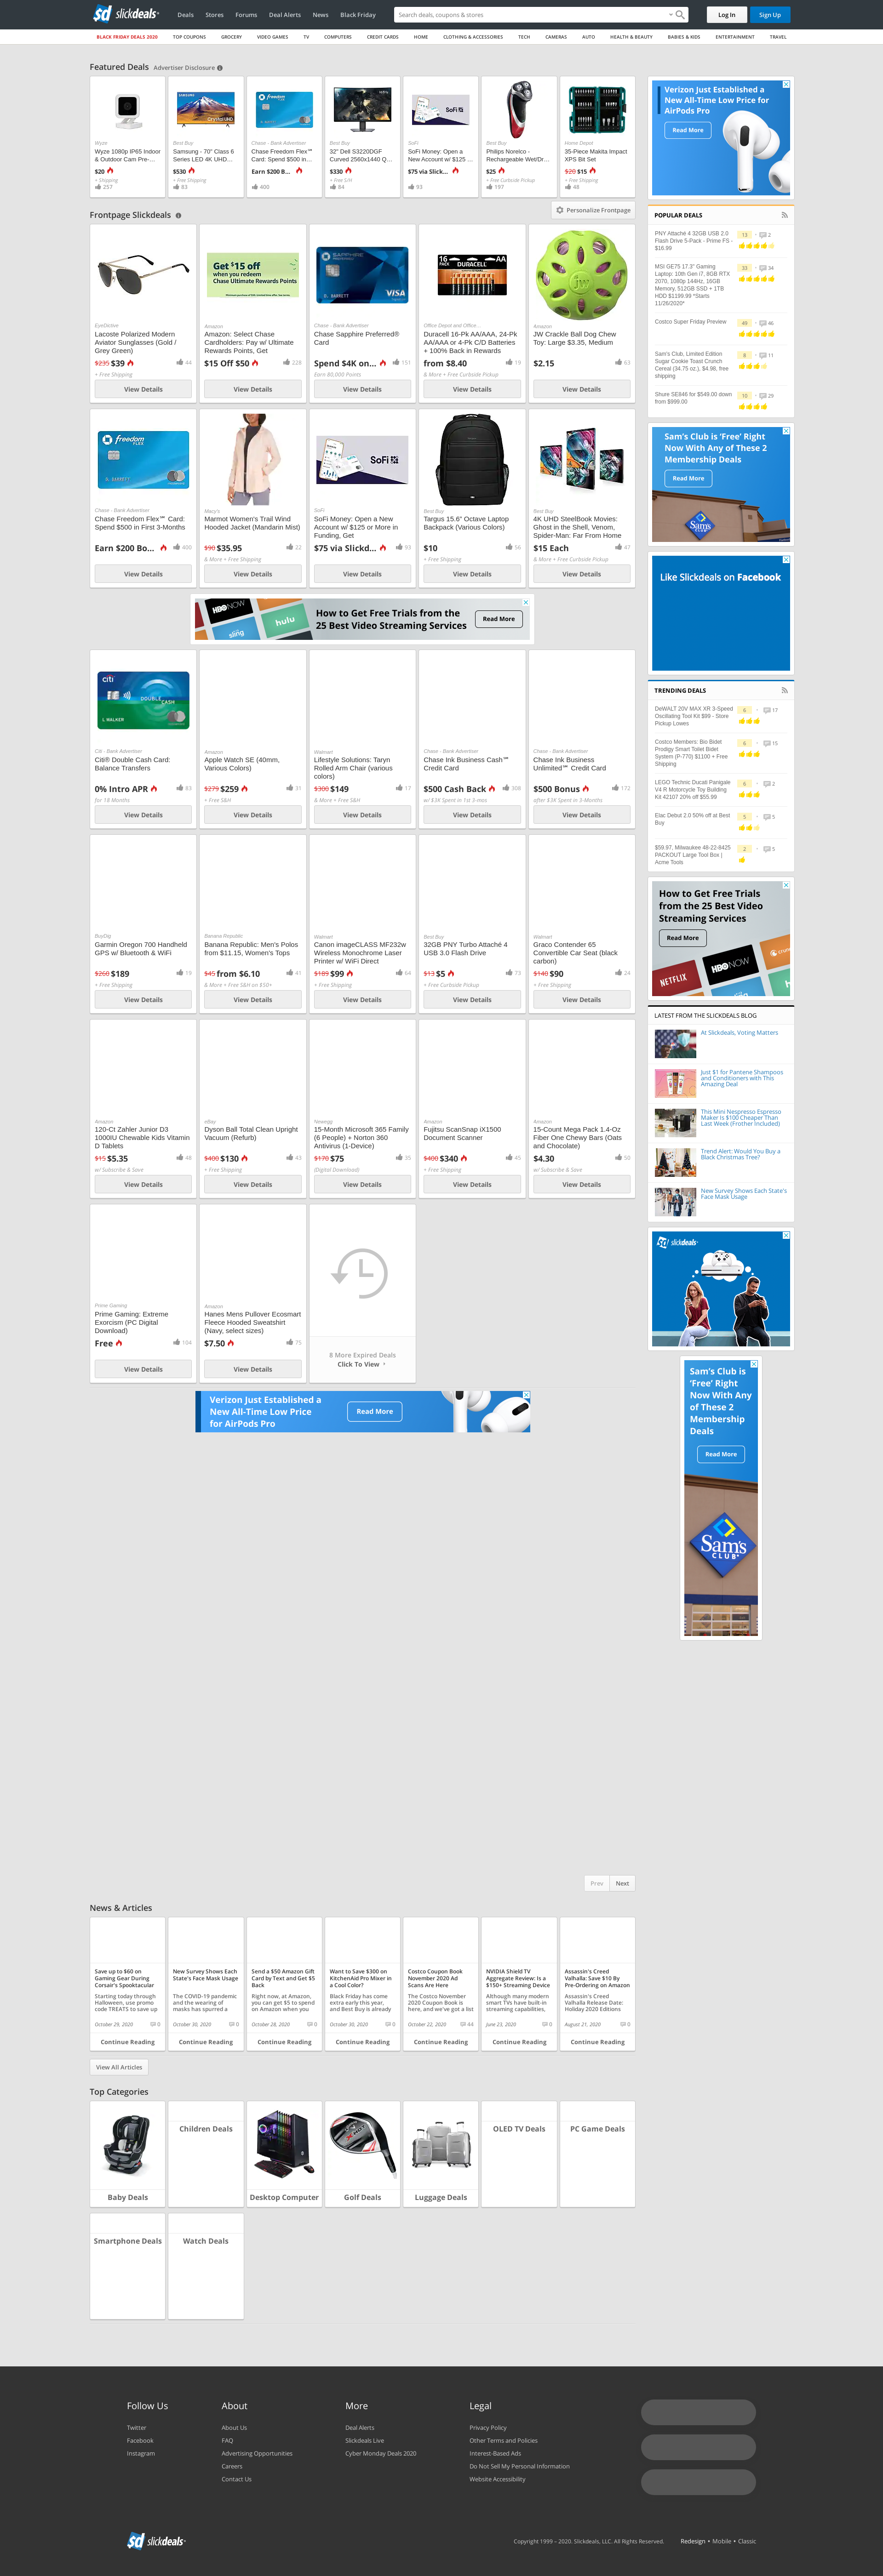 slickdeals
Deals
Stores
Forums
Deal Alerts
News
Black Friday
Search deals, coupons & stores
Log In
Sign Up
BLACK FRIDAY DEALS 2020
TOP COUPONS
GROCERY
VIDEO GAMES
TV
COMPUTERS
CREDIT CARDS
HOME
CLOTHING & ACCESSORIES
TECH
CAMERAS
AUTO
HEALTH & BEAUTY
BABIES & KIDS
ENTERTAINMENT
TRAVEL
Featured Deals
Advertiser Disclosure
Wyze
Wyze 1080p IP65 Indoor
& Outdoor Cam Pre-...
$20
+ Shipping
257
Best Buy
Samsung - 70" Class 6
Series LED 4K UHD...
$530
+ Free Shipping
83
Chase - Bank Advertiser
Chase Freedom Flex℠
Card: Spend $500 in...
Earn $200 B...
400
Best Buy
32" Dell S3220DGF
Curved 2560x1440 Q...
$330
+ Free S/H
84
SoFi
SoFi Money: Open a
New Account w/ $125 ...
$75 via Slick...
93
Best Buy
Philips Norelco -
Rechargeable Wet/Dr...
$25
+ Free Curbside Pickup
197
Home Depot
35-Piece Makita Impact
XPS Bit Set
$20 $15
+ Free Shipping
48
Frontpage Slickdeals
Personalize Frontpage
EyeDictive
Lacoste Polarized Modern
Aviator Sunglasses (Gold /
Grey Green)
$235 $39
44
+ Free Shipping
View Details
Get $15 off
when you redeem
Chase Ultimate Rewards Points
Amazon
Amazon: Select Chase
Cardholders: Pay w/ Ultimate
Rewards Points, Get
$15 Off $50
228
View Details
Chase - Bank Advertiser
Chase Sapphire Preferred®
Card
Spend $4K on...
151
Earn 80,000 Points
View Details
16 PACK
DURACELL
AA
Office Depot and Office...
Duracell 16-Pk AA/AAA, 24-Pk
AA/AAA or 4-Pk C/D Batteries
+ 100% Back in Rewards
from $8.40
19
& More + Free Curbside Pickup
View Details
Amazon
JW Crackle Ball Dog Chew
Toy: Large $3.35, Medium
$2.15
63
View Details
Chase - Bank Advertiser
Chase Freedom Flex℠ Card:
Spend $500 in First 3-Months
Earn $200 Bo...
400
View Details
Macy's
Marmot Women's Trail Wind
Hooded Jacket (Mandarin Mist)
$90 $35.95
22
& More + Free Shipping
View Details
SoFi
SoFi
SoFi Money: Open a New
Account w/ $125 or More in
Funding, Get
$75 via Slickd...
93
View Details
Best Buy
Targus 15.6" Octave Laptop
Backpack (Various Colors)
$10
56
+ Free Shipping
View Details
Best Buy
4K UHD SteelBook Movies:
Ghost in the Shell, Venom,
Spider-Man: Far From Home
$15 Each
47
& More + Free Curbside Pickup
View Details
HBO NOW
sling
hulu
How to Get Free Trials from the
25 Best Video Streaming Services
Read More
citi
DOUBLE CASH
L WALKER
Citi - Bank Advertiser
Citi® Double Cash Card:
Balance Transfers
0% Intro APR
83
for 18 Months
View Details
Amazon
Apple Watch SE (40mm,
Various Colors)
$279 $259
31
+ Free S&H
View Details
Walmart
Lifestyle Solutions: Taryn
Rolled Arm Chair (various
colors)
$300 $149
17
& More + Free S&H
View Details
Chase - Bank Advertiser
Chase Ink Business Cash℠
Credit Card
$500 Cash Back
308
w/ $3K Spent in 1st 3-mos
View Details
Chase - Bank Advertiser
Chase Ink Business
Unlimited℠ Credit Card
$500 Bonus
172
after $3K Spent in 3-Months
View Details
BuyDig
Garmin Oregon 700 Handheld
GPS w/ Bluetooth & WiFi
$260 $189
19
+ Free Shipping
View Details
Banana Republic
Banana Republic: Men's Polos
from $11.15, Women's Tops
$45 from $6.10
41
& More + Free S&H on $50+
View Details
Walmart
Canon imageCLASS MF232w
Wireless Monochrome Laser
Printer w/ WiFi Direct
$189 $99
64
+ Free Shipping
View Details
Best Buy
32GB PNY Turbo Attaché 4
USB 3.0 Flash Drive
$13 $5
73
+ Free Curbside Pickup
View Details
Walmart
Graco Contender 65
Convertible Car Seat (black
carbon)
$140 $90
24
+ Free Shipping
View Details
Amazon
120-Ct Zahler Junior D3
1000IU Chewable Kids Vitamin
D Tablets
$15 $5.35
48
w/ Subscribe & Save
View Details
eBay
Dyson Ball Total Clean Upright
Vacuum (Refurb)
$400 $130
43
+ Free Shipping
View Details
Newegg
15-Month Microsoft 365 Family
(6 People) + Norton 360
Antivirus (1-Device)
$170 $75
35
(Digital Download)
View Details
Amazon
Fujitsu ScanSnap iX1500
Document Scanner
$400 $340
45
+ Free Shipping
View Details
Amazon
15-Count Mega Pack 1.4-Oz
Fiber One Chewy Bars (Oats
and Chocolate)
$4.30
50
w/ Subscribe & Save
View Details
Prime Gaming
Prime Gaming: Extreme
Exorcism (PC Digital
Download)
Free
104
View Details
Amazon
Hanes Mens Pullover Ecosmart
Fleece Hooded Sweatshirt
(Navy, select sizes)
$7.50
75
View Details
8 More Expired Deals
Click To View
Verizon Just Established a
New All-Time Low Price
for AirPods Pro
Read More
Prev
Next
Verizon Just Established a
New All-Time Low Price for
AirPods Pro
Read More
POPULAR DEALS
PNY Attaché 4 32GB USB 2.0
Flash Drive 5-Pack - Prime FS -
$16.99
13
2
MSI GE75 17.3" Gaming
Laptop: 10th Gen i7, 8GB RTX
2070, 1080p 144Hz, 16GB
Memory, 512GB SSD + 1TB
HDD $1199.99 *Starts
11/26/2020*
33
34
Costco Super Friday Preview
49
46
Sam's Club, Limited Edition
Sugar Cookie Toast Crunch
Cereal (34.75 oz.), $4.98, free
shipping
8
11
Shure SE846 for $549.00 down
from $999.00
10
29
Sam's Club is 'Free' Right
Now With Any of These 2
Membership Deals
Read More
Sam's CLUB
Like Slickdeals on Facebook
TRENDING DEALS
DeWALT 20V MAX XR 3-Speed
Oscillating Tool Kit $99 - Store
Pickup Lowes
6
17
Costco Members: Bio Bidet
Prodigy Smart Toilet Bidet
System (P-770) $1100 + Free
Shipping
6
15
LEGO Technic Ducati Panigale
V4 R Motorcycle Toy Building
Kit 42107 20% off $55.99
6
2
Elac Debut 2.0 50% off at Best
Buy
5
5
$59.97, Milwaukee 48-22-8425
PACKOUT Large Tool Box |
Acme Tools
2
5
How to Get Free Trials
from the 25 Best Video
Streaming Services
Read More
NETFLIX
HBO NOW
LATEST FROM THE SLICKDEALS BLOG
At Slickdeals, Voting Matters
Just $1 for Pantene Shampoos
and Conditioners with This
Amazing Deal
This Mini Nespresso Espresso
Maker Is $100 Cheaper Than
Last Week (Frother Included)
Trend Alert: Would You Buy a
Black Christmas Tree?
New Survey Shows Each State's
Face Mask Usage
slickdeals
Sam's Club is
'Free' Right
Now With Any
of These 2
Membership
Deals
Read More
Sam's
CLUB
News & Articles
Save up to $60 on
Gaming Gear During
Corsair's Spooktacular
Starting today through
Halloween, use promo
code TREATS to save up
October 29, 2020
0
Continue Reading
New Survey Shows Each
State's Face Mask Usage
The COVID-19 pandemic
and the wearing of
masks has spurred a
October 30, 2020
0
Continue Reading
Send a $50 Amazon Gift
Card by Text and Get $5
Back
Right now, at Amazon,
you can get $5 to spend
on Amazon when you
October 28, 2020
0
Continue Reading
Want to Save $300 on
KitchenAid Pro Mixer in
a Cool Color?
Black Friday has come
extra early this year,
and Best Buy is already
October 30, 2020
0
Continue Reading
Costco Coupon Book
November 2020 Ad
Scans Are Here
The Costco November
2020 Coupon Book is
here, and we've got a list
October 22, 2020
44
Continue Reading
NVIDIA Shield TV
Aggregate Review: Is a
$150+ Streaming Device
Although many modern
smart TVs have built-in
streaming capabilities,
June 23, 2020
0
Continue Reading
Assassin's Creed
Valhalla: Save $10 By
Pre-Ordering on Amazon
Assassin's Creed
Valhalla Release Date:
Holiday 2020 Editions
August 21, 2020
0
Continue Reading
View All Articles
Top Categories
Baby Deals
Children Deals
Desktop Computer
Golf Deals
Luggage Deals
OLED TV Deals
PC Game Deals
Smartphone Deals
Watch Deals
Follow Us
Twitter
Facebook
Instagram
About
About Us
FAQ
Advertising Opportunities
Careers
Contact Us
More
Deal Alerts
Slickdeals Live
Cyber Monday Deals 2020
Legal
Privacy Policy
Other Terms and Policies
Interest-Based Ads
Do Not Sell My Personal Information
Website Accessibility
slickdeals
Copyright 1999 - 2020. Slickdeals, LLC. All Rights Reserved.
Redesign • Mobile • Classic